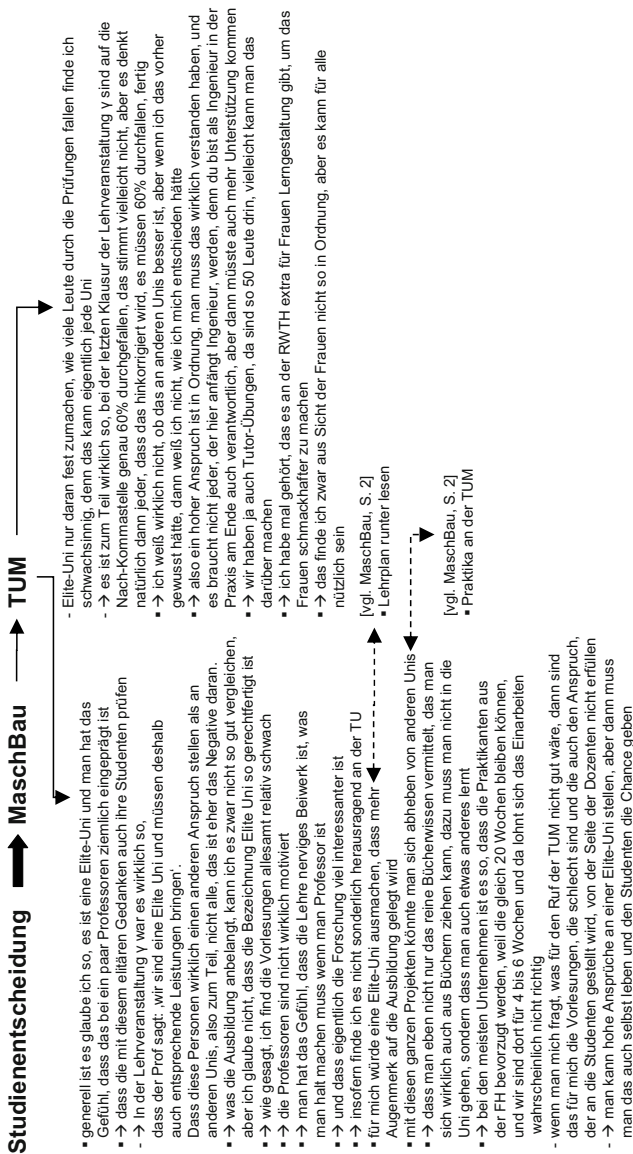 Studienentscheidung ➡ MaschBau → TUM
▪ generell ist es glaube ich so, es ist eine Elite-Uni und man hat das
Gefühl, dass das bei ein paar Professoren ziemlich eingeprägt ist
▪ → dass die mit diesem elitären Gedanken auch ihre Studenten prüfen
- → In der Lehrveranstaltung γ war es wirklich so,
dass der Prof sagt: ‚wir sind eine Elite Uni und müssen deshalb
auch entsprechende Leistungen bringen'.
Dass diese Personen wirklich einen anderen Anspruch stellen als an
anderen Unis, also zum Teil, nicht alle, das ist eher das Negative daran.
▪ → was die Ausbildung anbelangt, kann ich es zwar nicht so gut vergleichen,
aber ich glaube nicht, dass die Bezeichnung Elite Uni so gerechtfertigt ist
▪ → wie gesagt, ich find die Vorlesungen allesamt relativ schwach
▪ → die Professoren sind nicht wirklich motiviert
▪ → man hat das Gefühl, dass die Lehre nerviges Beiwerk ist, was
man halt machen muss wenn man Professor ist
▪ → und dass eigentlich die Forschung viel interessanter ist
▪ → insofern finde ich es nicht sonderlich herausragend an der TU
▪ für mich würde eine Elite-Uni ausmachen, dass mehr
Augenmerk auf die Ausbildung gelegt wird
▪ mit diesen ganzen Projekten könnte man sich abheben von anderen Unis
▪ → dass man eben nicht nur das reine Bücherwissen vermittelt, das man
sich wirklich auch aus Büchern ziehen kann, dazu muss man nicht in die
Uni gehen, sondern dass man auch etwas anderes lernt
▪ → bei den meisten Unternehmen ist es so, dass die Praktikanten aus
der FH bevorzugt werden, weil die gleich 20 Wochen bleiben können,
und wir sind dort für 4 bis 6 Wochen und da lohnt sich das Einarbeiten
wahrscheinlich nicht richtig
- wenn man mich fragt, was für den Ruf der TUM nicht gut wäre, dann sind
das für mich die Vorlesungen, die schlecht sind und die auch den Anspruch,
der an die Studenten gestellt wird, von der Seite der Dozenten nicht erfüllen
- → man kann hohe Ansprüche an einer Elite-Uni stellen, aber dann muss
man das auch selbst leben und den Studenten die Chance geben
- Elite-Uni nur daran fest zumachen, wie viele Leute durch die Prüfungen fallen finde ich
schwachsinnig, denn das kann eigentlich jede Uni
- → es ist zum Teil wirklich so, bei der letzten Klausur der Lehrveranstaltung γ sind auf die
Nach-Kommastelle genau 60% durchgefallen, das stimmt vielleicht nicht, aber es denkt
natürlich dann jeder, dass das hinkorrigiert wird, es müssen 60% durchfallen, fertig
▪ → ich weiß wirklich nicht, ob das an anderen Unis besser ist, aber wenn ich das vorher
gewusst hätte, dann weiß ich nicht, wie ich mich entschieden hätte
▪ → also ein hoher Anspruch ist in Ordnung, man muss das wirklich verstanden haben, und
es braucht nicht jeder, der hier anfängt Ingenieur, werden, denn du bist als Ingenieur in der
Praxis am Ende auch verantwortlich, aber dann müsste auch mehr Unterstützung kommen
▪ → wir haben ja auch Tutor-Übungen, da sind so 50 Leute drin, vielleicht kann man das
darüber machen
▪ → ich habe mal gehört, das es an der RWTH extra für Frauen Lerngestaltung gibt, um das
Frauen schmackhafter zu machen
▪ → das finde ich zwar aus Sicht der Frauen nicht so in Ordnung, aber es kann für alle
nützlich sein
[vgl. MaschBau, S. 2]
▪ Lehrplan runter lesen
[vgl. MaschBau, S. 2]
▪ Praktika an der TUM